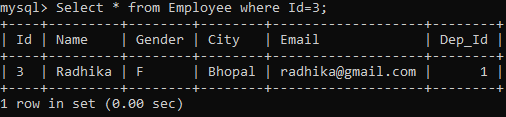 mysql> Select * from Employee where Id=3;
+----+---------+--------+--------+-------------------+--------+
| Id | Name    | Gender | City   | Email             | Dep_Id |
+----+---------+--------+--------+-------------------+--------+
| 3  | Radhika | F      | Bhopal | radhika@gmail.com |      1 |
+----+---------+--------+--------+-------------------+--------+
1 row in set (0.00 sec)